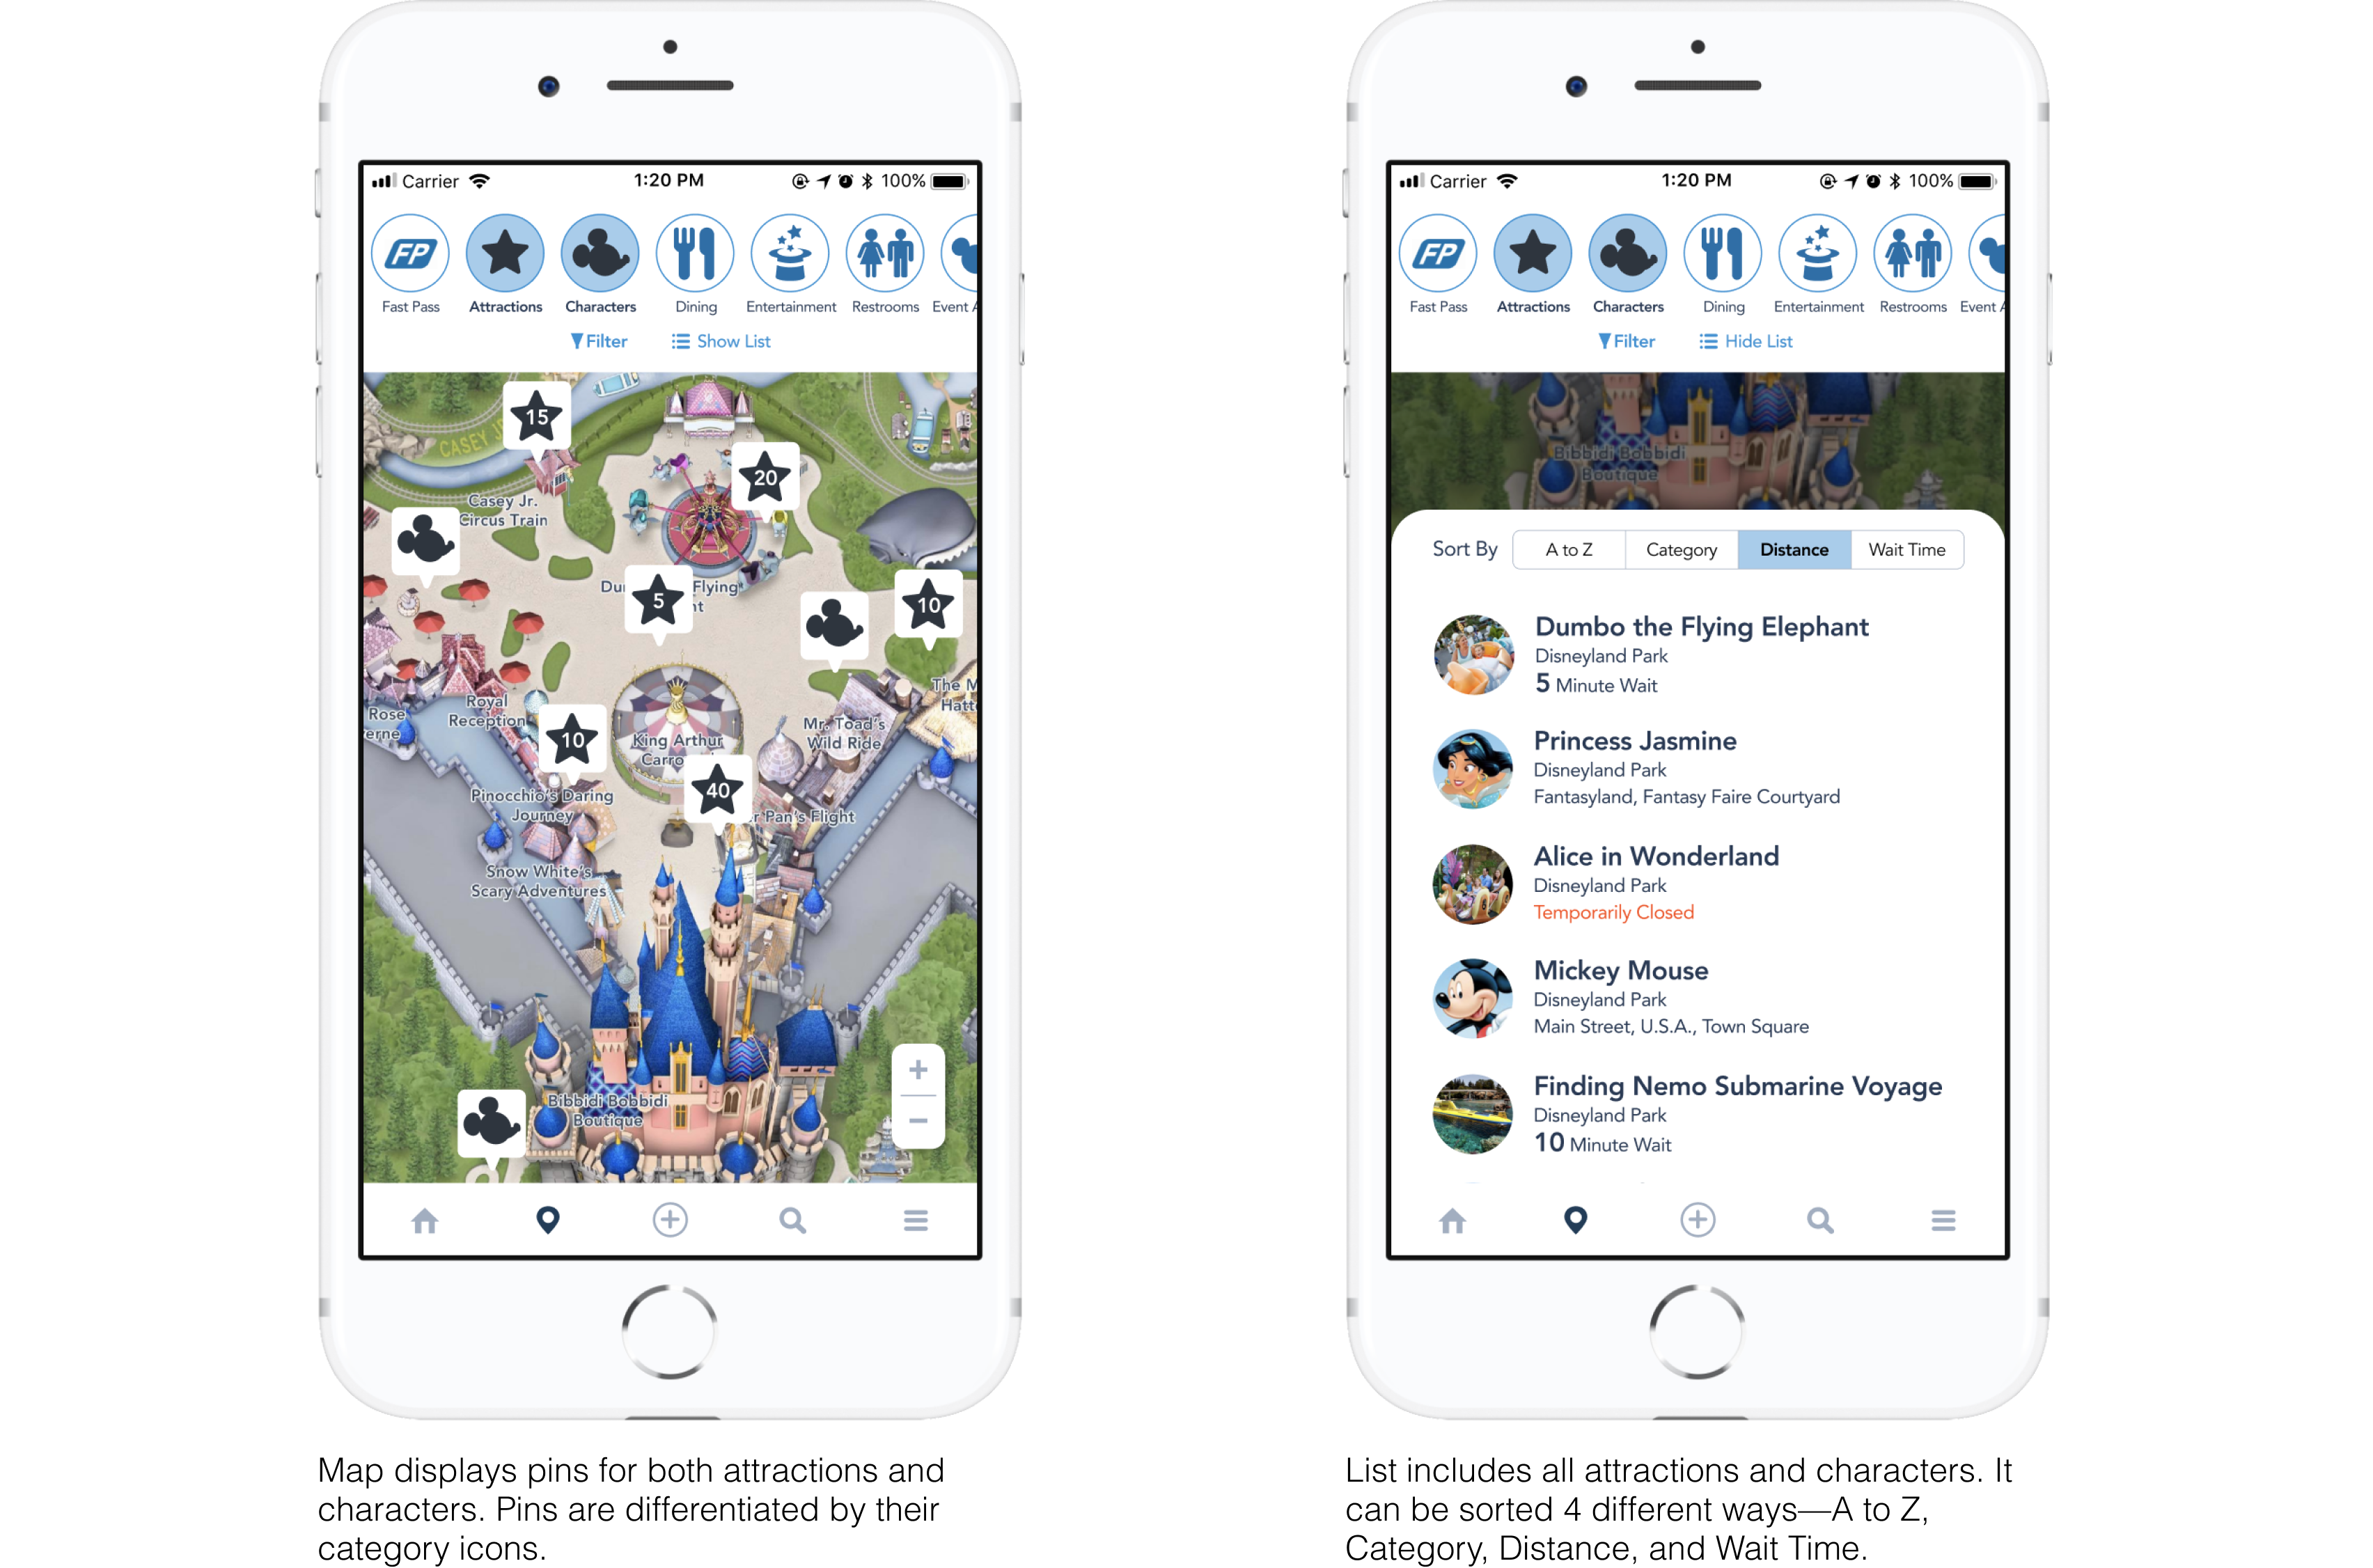 Carrier 1:20 PM 100%
FP
Fast Pass Attractions Characters Dining Entertainment Restrooms Event
Filter Show List
15
CASEY JR
20
Casey Jr.
Circus Train
Flying
5
10
The
Rose
Royal
Reception
10
King Arthur
Mr. Toad's
Wild Ride
40
Pinocchio's Daring
Journey
Pan's Flight
Snow White's
Scary Adventures
Bibbidi Bobbidi
Boutique
Map displays pins for both attractions and
characters. Pins are differentiated by their
category icons.
Carrier 1:20 PM 100%
FP
Fast Pass Attractions Characters Dining Entertainment Restrooms Event
Filter Hide List
Bibbidi Bobbidi
Boutique
Sort By A to Z Category Distance Wait Time
Dumbo the Flying Elephant
Disneyland Park
5 Minute Wait
Princess Jasmine
Disneyland Park
Fantasyland, Fantasy Faire Courtyard
Alice in Wonderland
Disneyland Park
Temporarily Closed
Mickey Mouse
Disneyland Park
Main Street, U.S.A., Town Square
Finding Nemo Submarine Voyage
Disneyland Park
10 Minute Wait
List includes all attractions and characters. It
can be sorted 4 different ways—A to Z,
Category, Distance, and Wait Time.